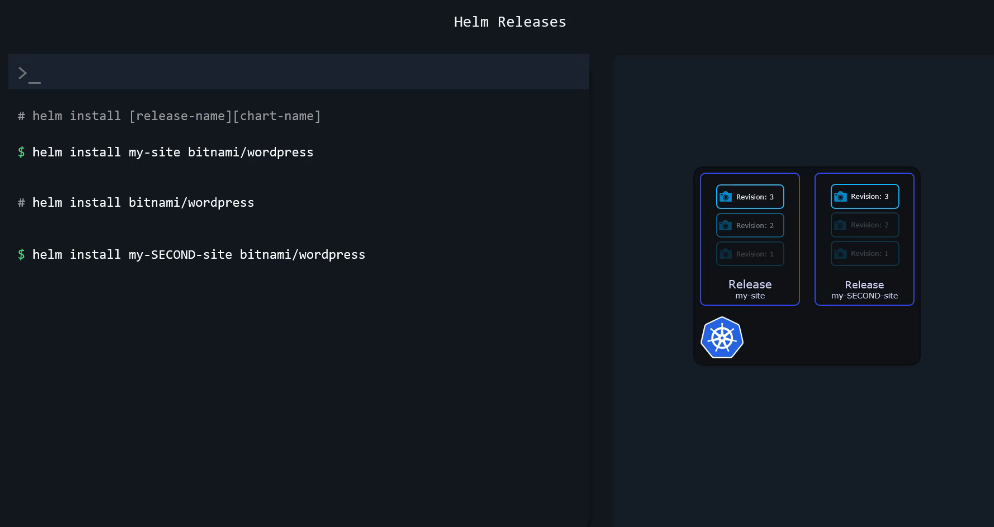 Helm Releases
>_
# helm install [release-name][chart-name]
$ helm install my-site bitnami/wordpress
# helm install bitnami/wordpress
$ helm install my-SECOND-site bitnami/wordpress
Revision: 3
Revision: 2
Revision: 1
Release
my-site
Revision: 3
Revision: 2
Revision: 1
Release
my-SECOND-site